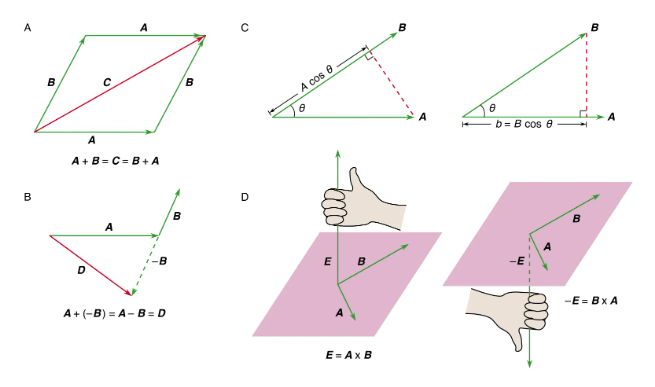 A
A
B
C
B
A
A + B = C = B + A
B
A
B
D
−B
A + (−B) = A − B = D
C
B
A cos θ
θ
A
B
θ
b = B cos θ
A
D
E
B
A
E = A x B
B
A
−E
−E = B x A